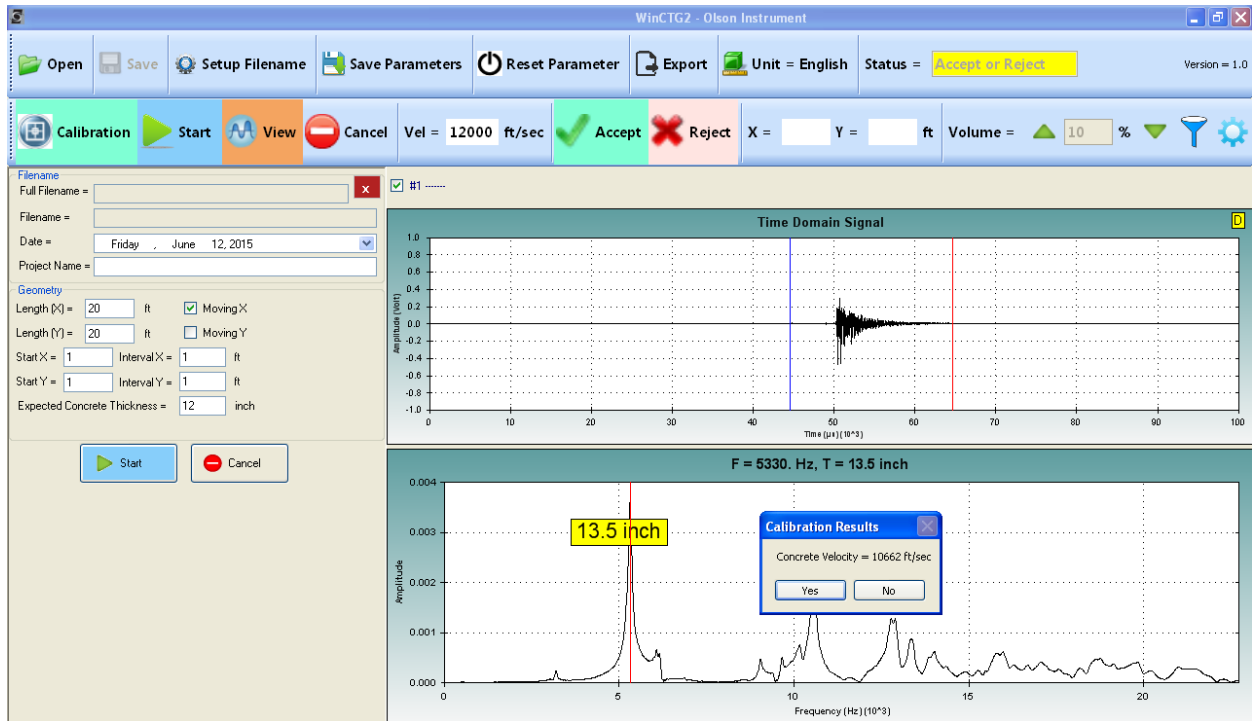 WinCTG2 - Olson Instrument
Open Save Setup Filename Save Parameters Reset Parameter Export Unit = English Status = Accept or Reject Version = 1.0
Calibration Start View Cancel Vel = 12000 ft/sec Accept Reject X = Y = ft Volume = 10 %
Filename
Full Filename = x
Filename =
Date = Friday , June 12, 2015
Project Name =
Geometry
Length (X) = 20 ft Moving X
Length (Y) = 20 ft Moving Y
Start X = 1 Interval X = 1 ft
Start Y = 1 Interval Y = 1 ft
Expected Concrete Thickness = 12 inch
Start Cancel
#1 -------
Time Domain Signal D
1.0
0.8
0.6
0.4
0.2
0.0
-0.2
-0.4
-0.6
-0.8
-1.0
Amplitude (Volt)
0 10 20 30 40 50 60 70 80 90 100
Time (µs) (10^3)
F = 5330. Hz, T = 13.5 inch
0.004
0.003
0.002
0.001
0.000
Amplitude
13.5 inch
Calibration Results
Concrete Velocity = 10662 ft/sec
Yes No
0 5 10 15 20
Frequency (Hz) (10^3)